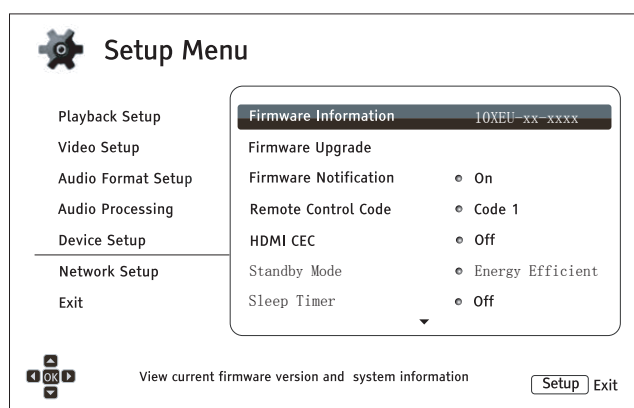 Setup Menu
Playback Setup
Video Setup
Audio Format Setup
Audio Processing
Device Setup
Network Setup
Exit
Firmware Information 10XEU-xx-xxxx
Firmware Upgrade
Firmware Notification On
Remote Control Code Code 1
HDMI CEC Off
Standby Mode Energy Efficient
Sleep Timer Off
OK
View current firmware version and system information
Setup Exit